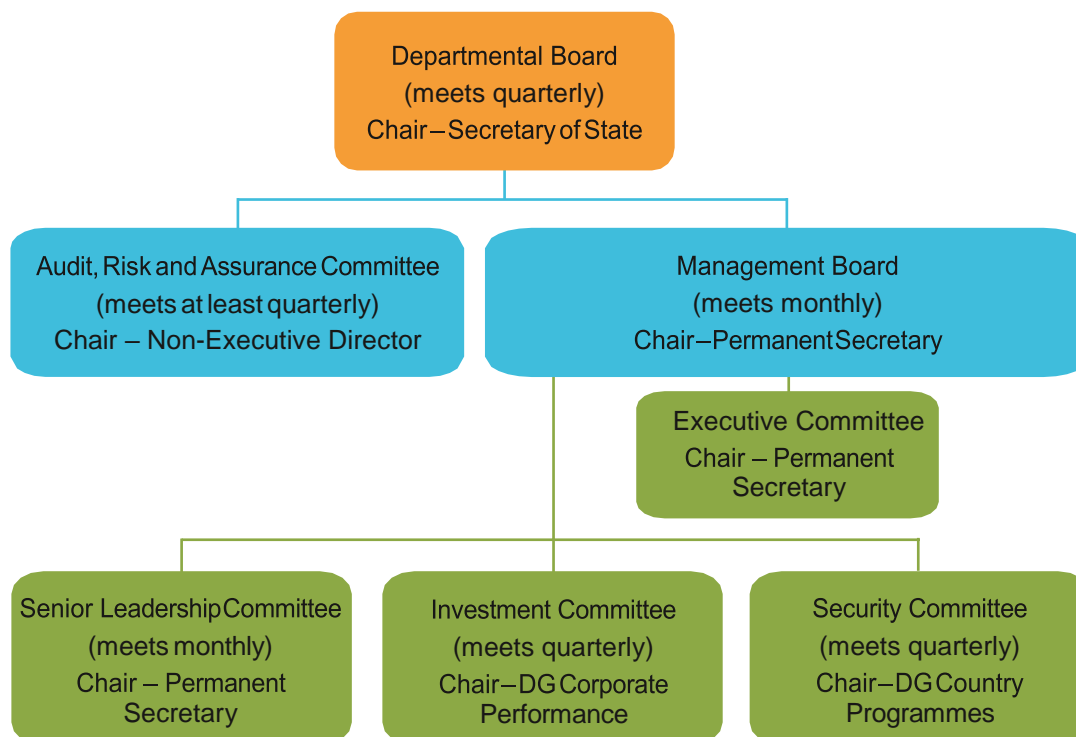 Departmental Board
(meets quarterly)
Chair – Secretary of State
Audit, Risk and Assurance Committee
(meets at least quarterly)
Chair – Non-Executive Director
Management Board
(meets monthly)
Chair – Permanent Secretary
Executive Committee
Chair – Permanent
Secretary
Senior Leadership Committee
(meets monthly)
Chair – Permanent
Secretary
Investment Committee
(meets quarterly)
Chair – DG Corporate
Performance
Security Committee
(meets quarterly)
Chair – DG Country
Programmes